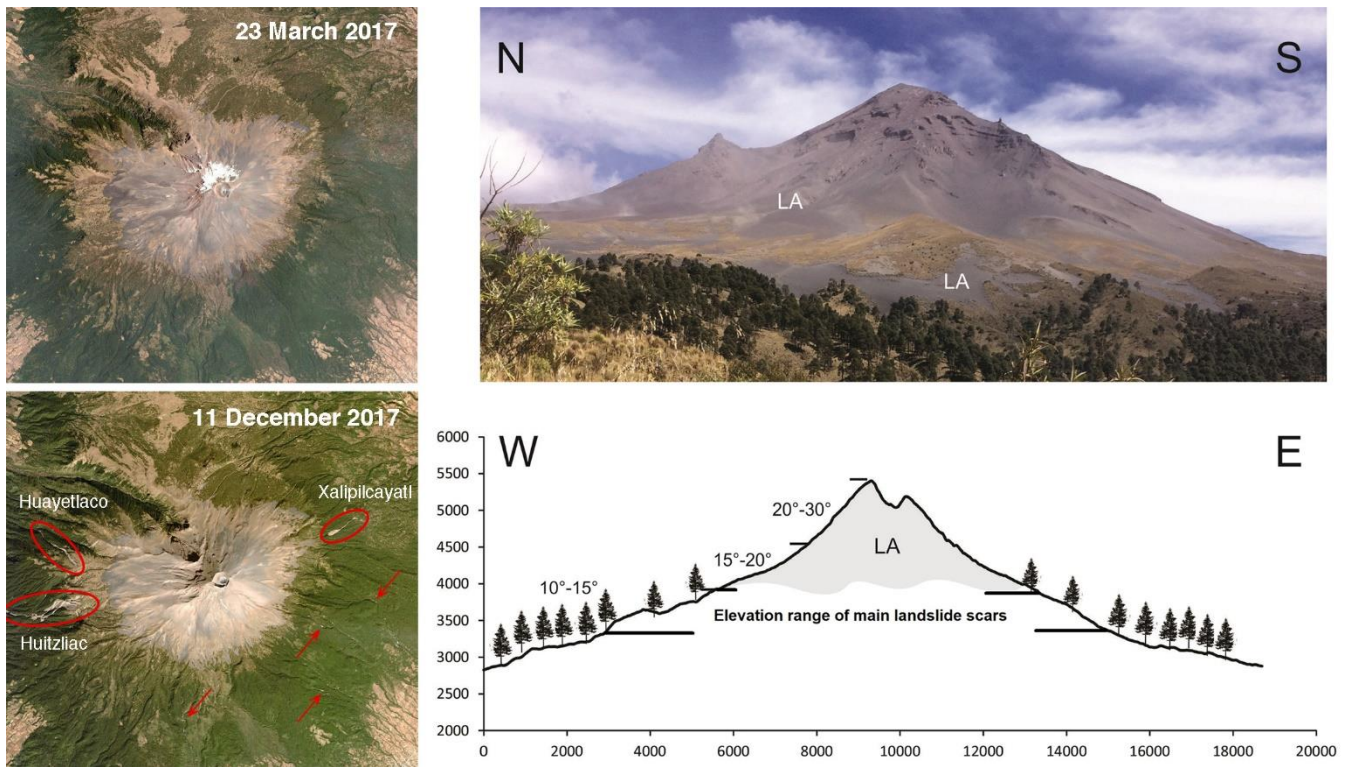 23 March 2017
N
S
LA
LA
11 December 2017
Huayetlaco
Xalipilcayatl
Huitzliac
W
E
6000
5500
5000
4500
4000
3500
3000
2500
2000
20°-30°
15°-20°
10°-15°
LA
Elevation range of main landslide scars
0 2000 4000 6000 8000 10000 12000 14000 16000 18000 20000